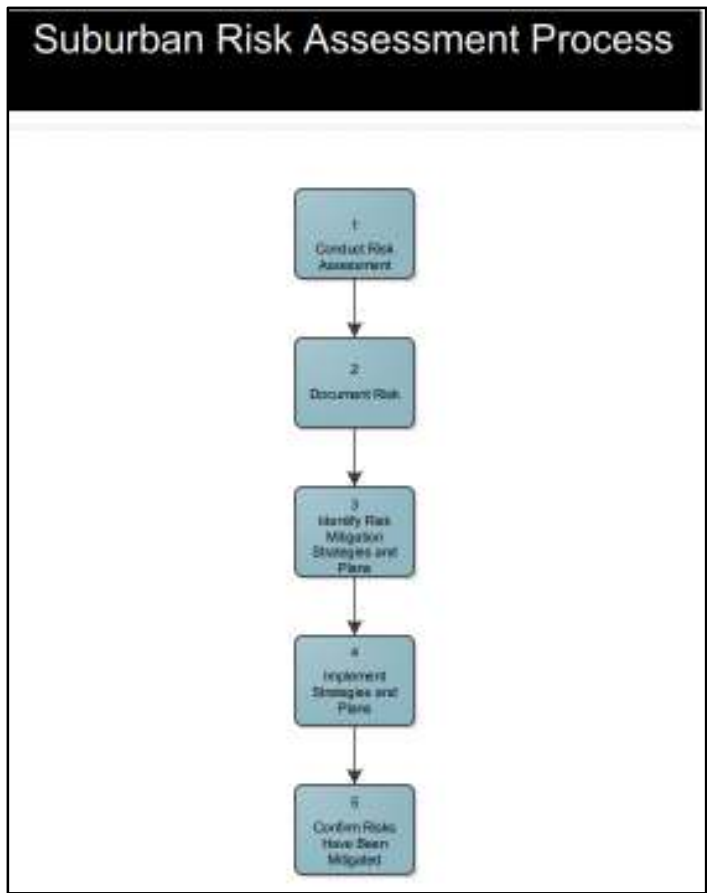 Suburban Risk Assessment Process
1
Conduct Risk
Assessment
2
Document Risk
3
Identify Risk
Mitigation
Strategies and
Plans
4
Implement
Strategies and
Plans
5
Confirm Risks
Have Been
Mitigated